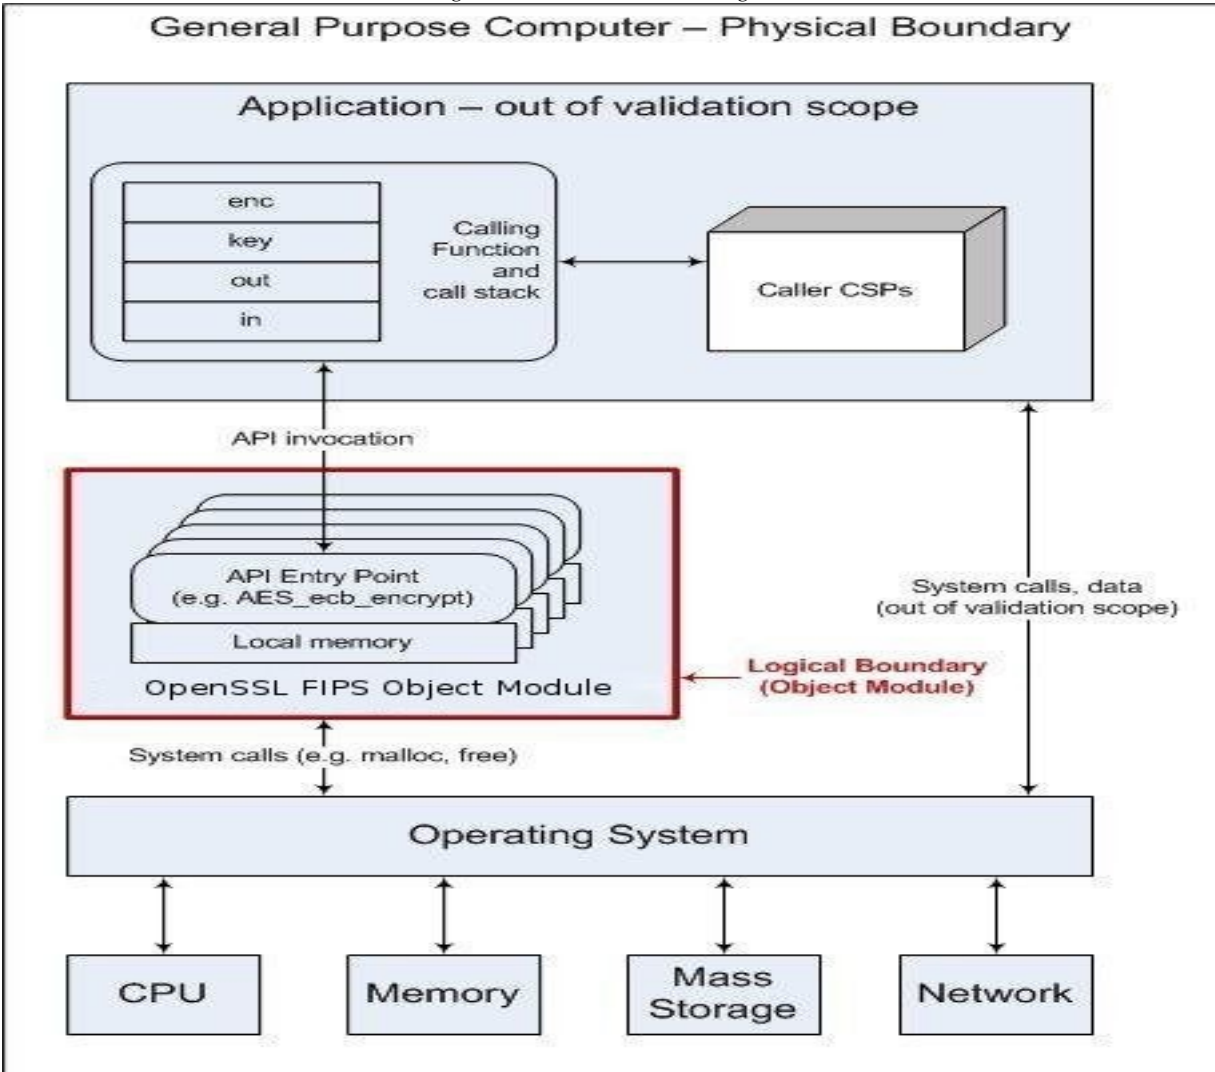 General Purpose Computer – Physical Boundary
Application – out of validation scope
enc
key
out
in
Calling
Function
and
call stack
Caller CSPs
API invocation
API Entry Point
(e.g. AES_ecb_encrypt)
Local memory
OpenSSL FIPS Object Module
System calls, data
(out of validation scope)
Logical Boundary
(Object Module)
System calls (e.g. malloc, free)
Operating System
CPU
Memory
Mass
Storage
Network